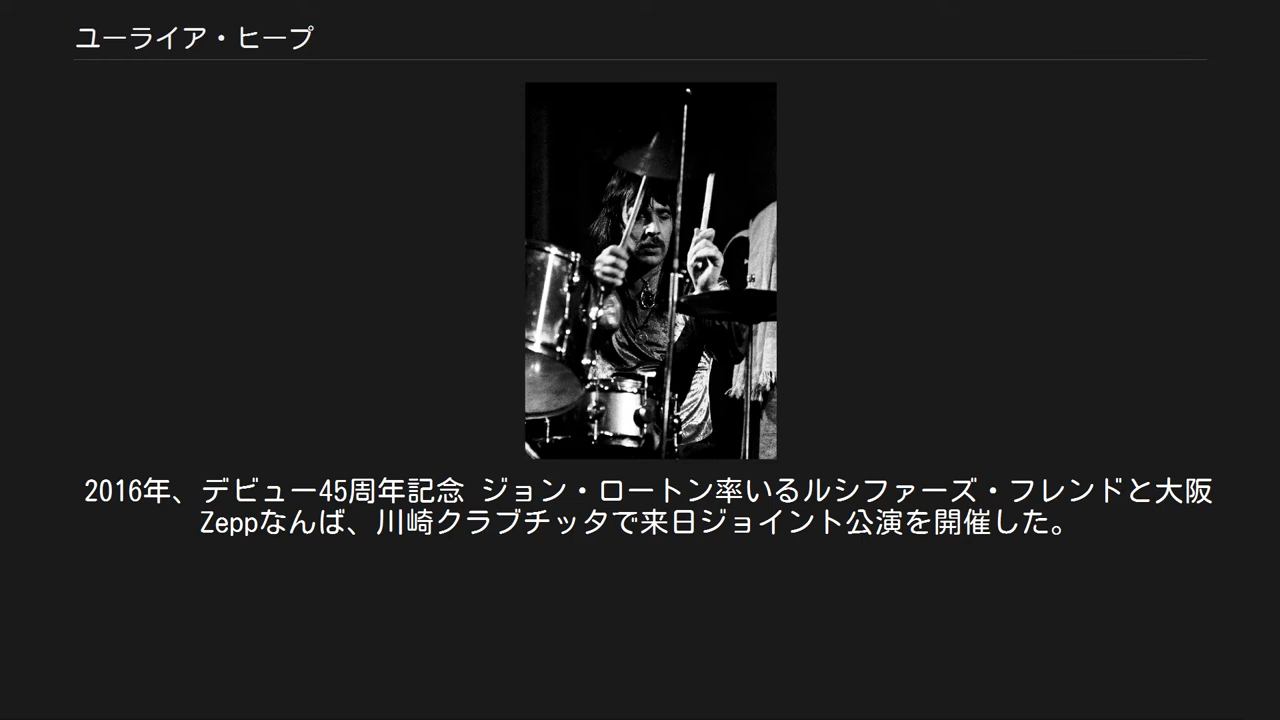 ユーライア・ヒープ
2016年、デビュー45周年記念 ジョン・ロートン率いるルシファーズ・フレンドと大阪
Zeppなんば、川崎クラブチッタで来日ジョイント公演を開催した。